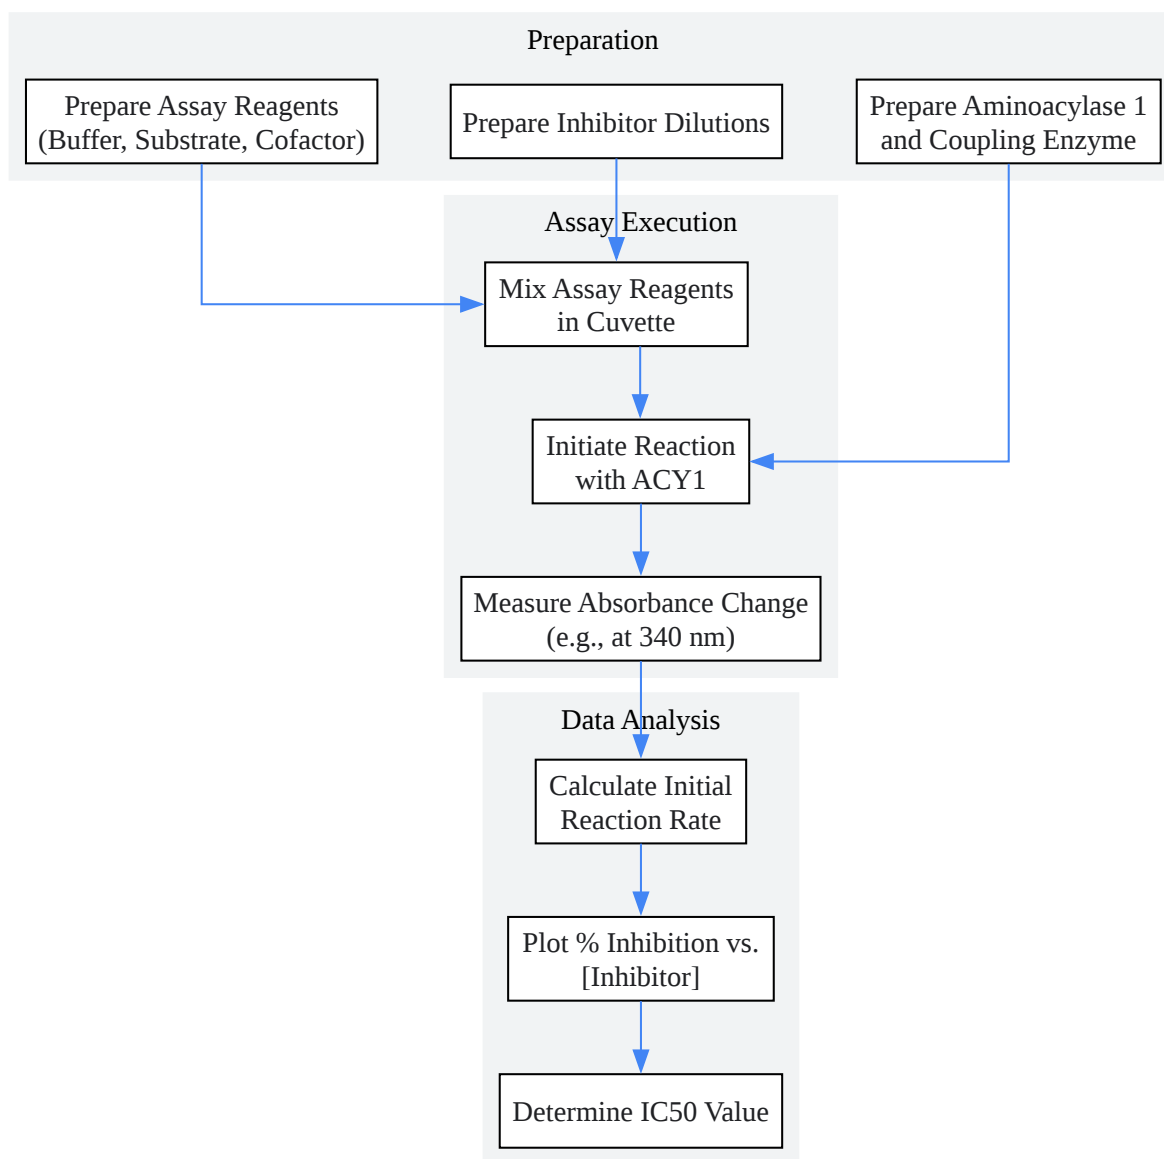 Preparation
Prepare Assay Reagents
(Buffer, Substrate, Cofactor)
Prepare Inhibitor Dilutions
Prepare Aminoacylase 1
and Coupling Enzyme
Assay Execution
Mix Assay Reagents
in Cuvette
Initiate Reaction
with ACY1
Measure Absorbance Change
(e.g., at 340 nm)
Data Analysis
Calculate Initial
Reaction Rate
Plot % Inhibition vs.
[Inhibitor]
Determine IC50 Value